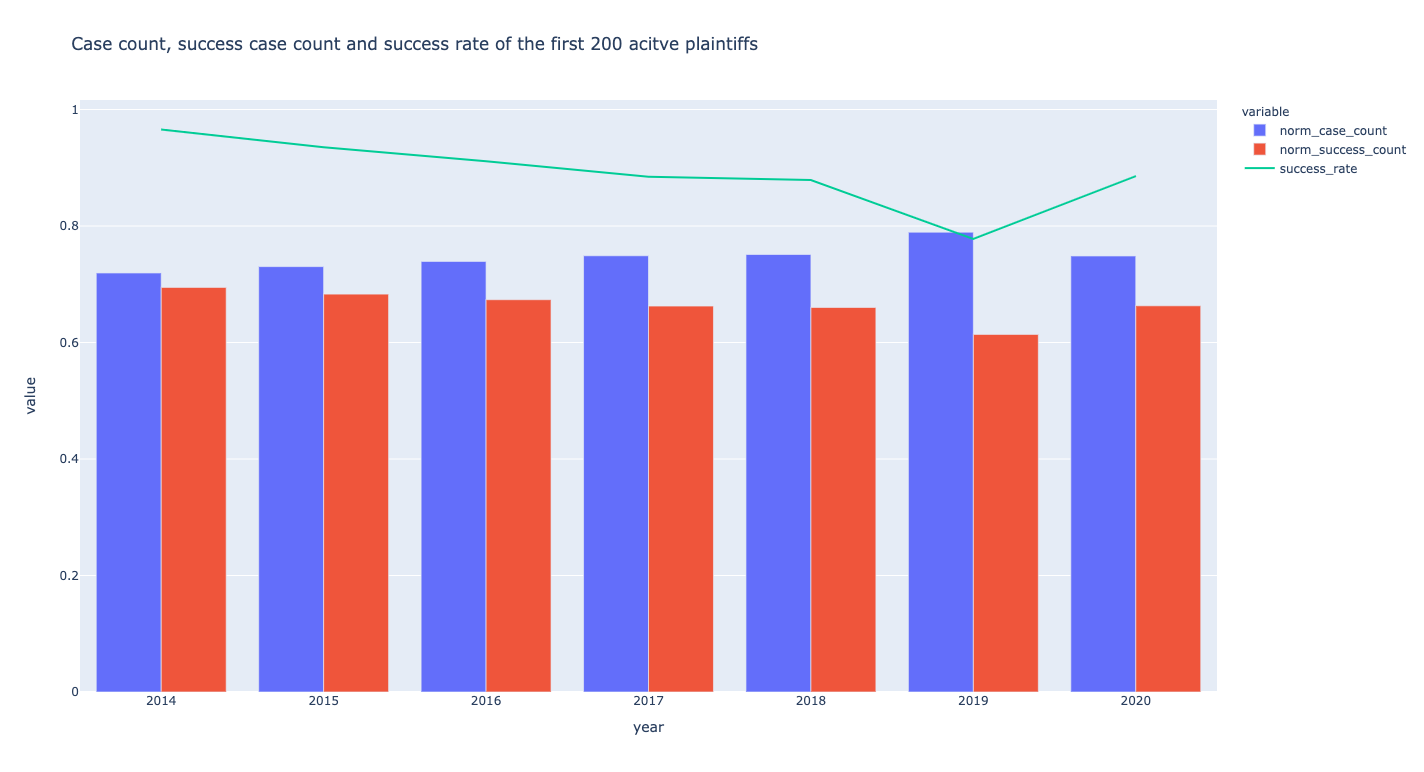 Case count, success case count and success rate of the first 200 acitve plaintiffs
variable
norm_case_count
norm_success_count
success_rate
1
0.8
0.6
0.4
0.2
0
value
2014 2015 2016 2017 2018 2019 2020
year